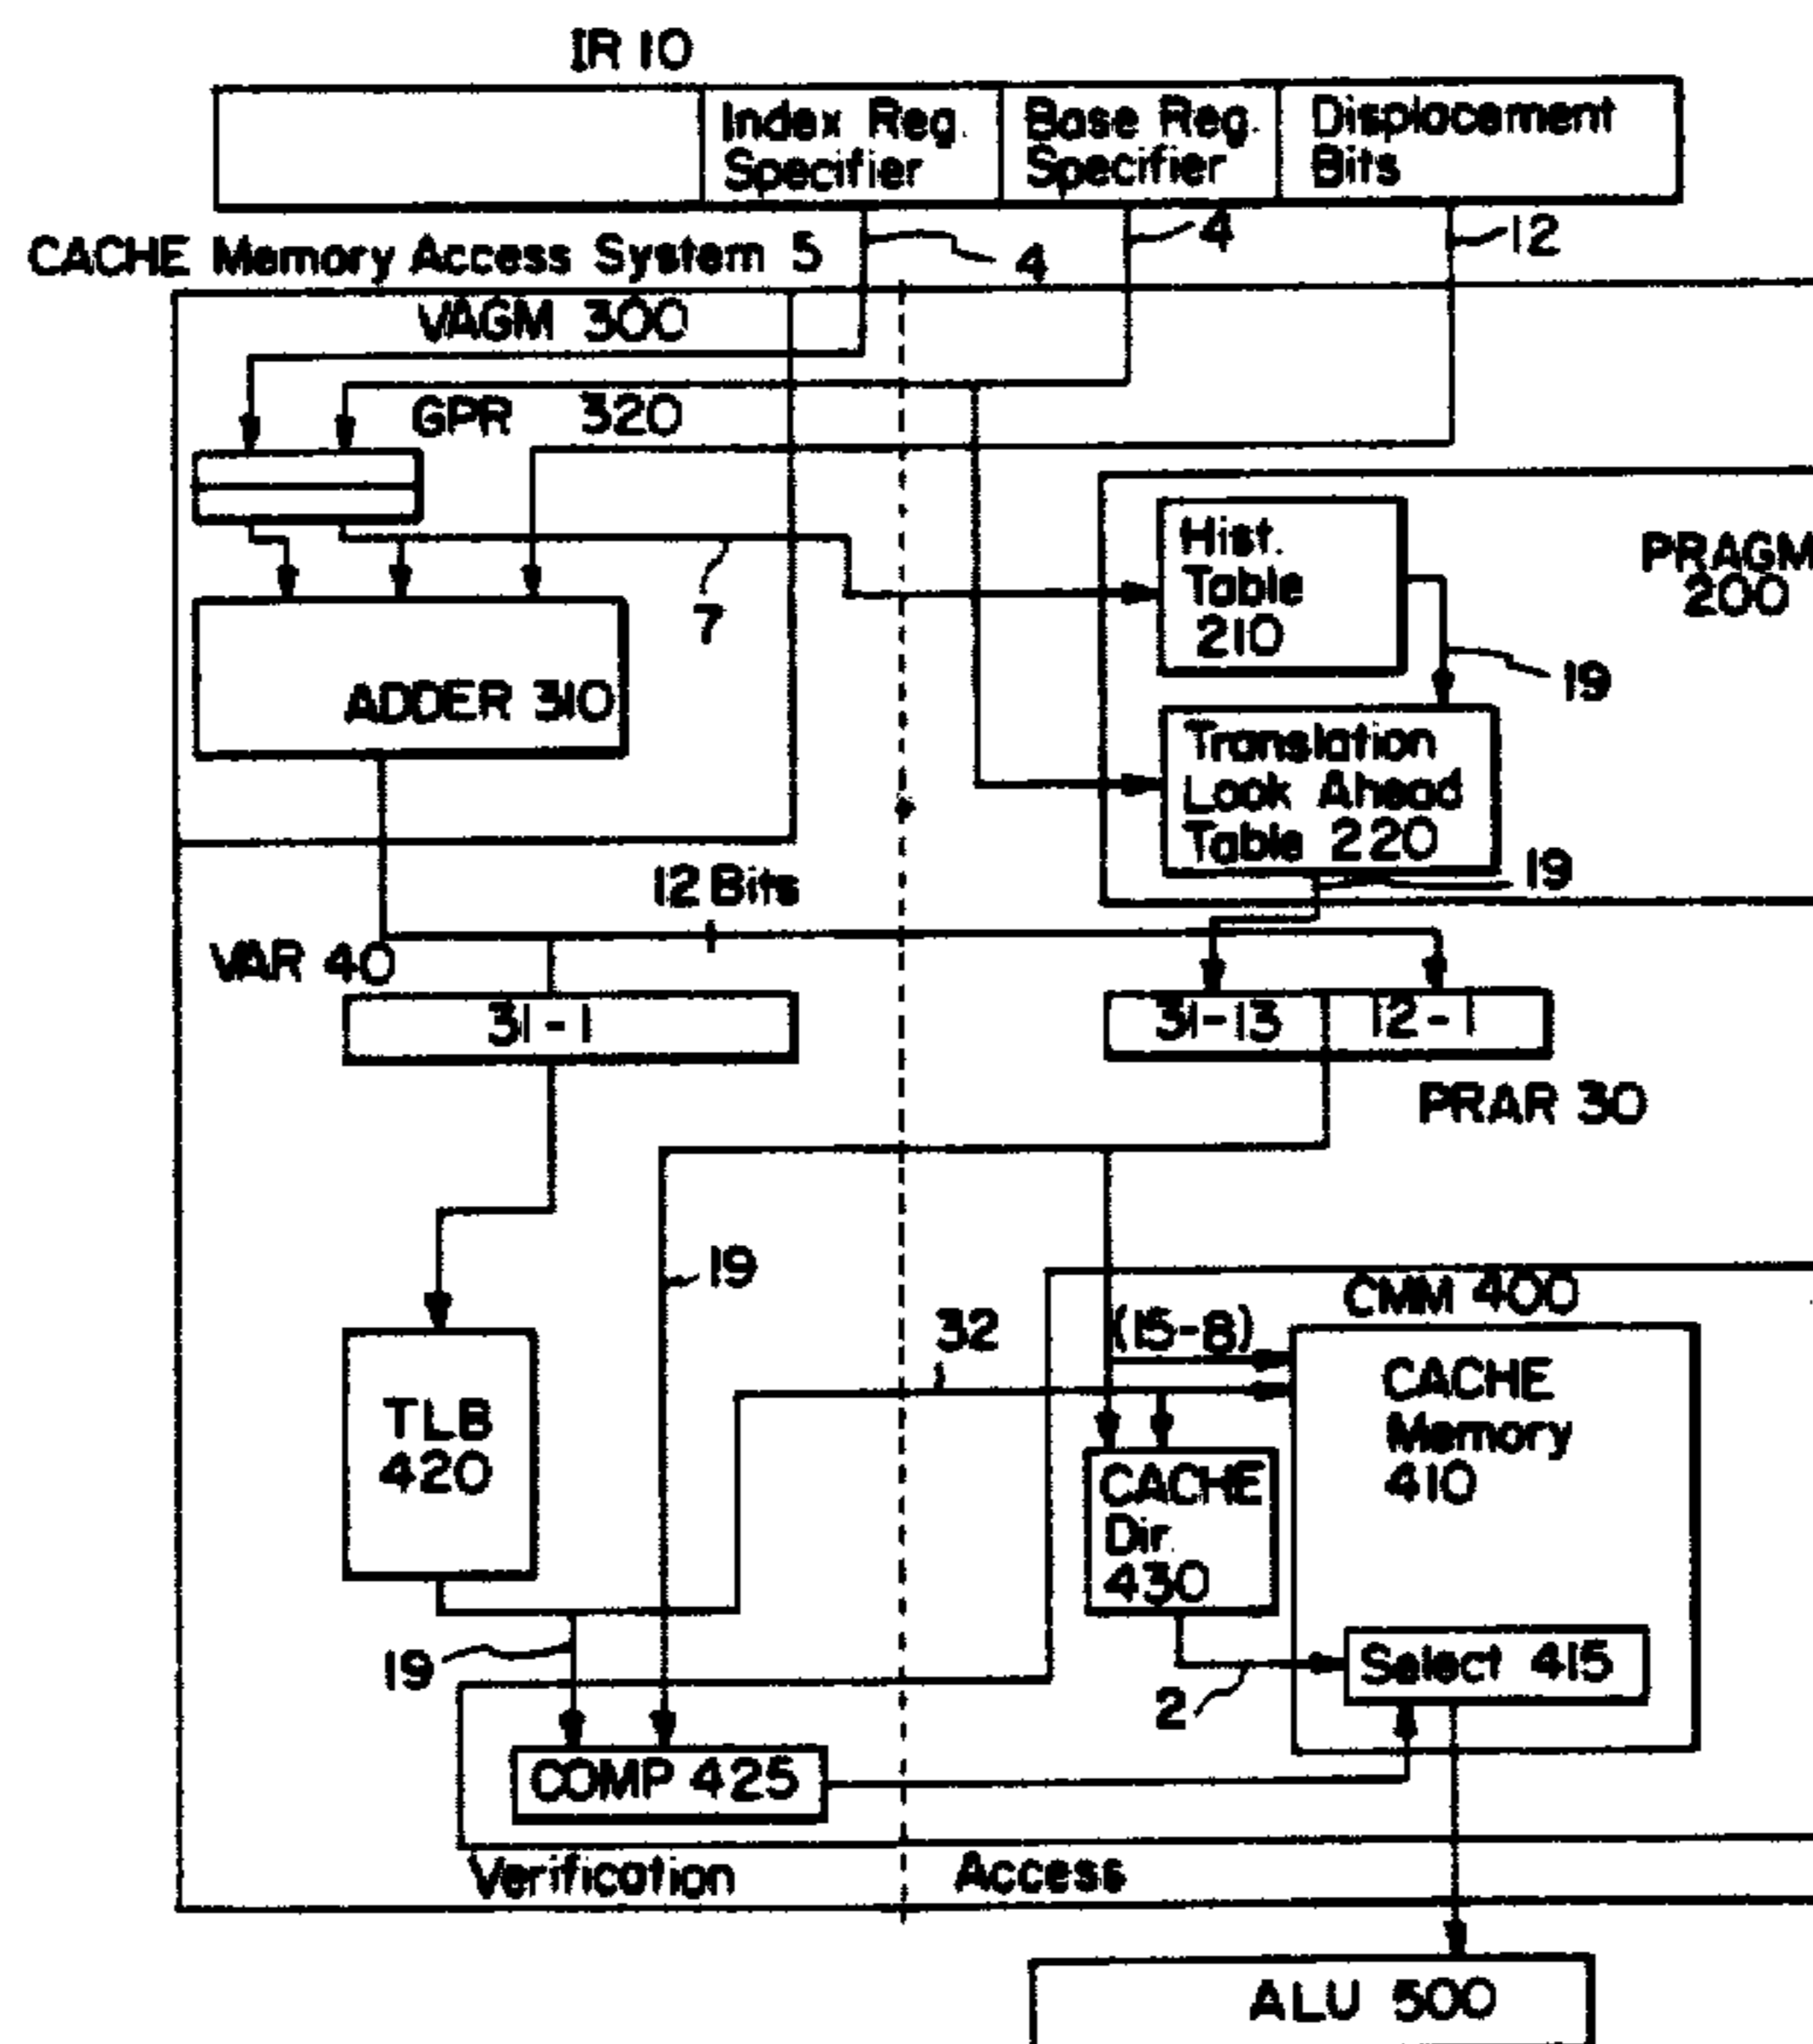 IR 10
Index Reg.
Specifier
Base Reg.
Specifier
Displacement
Bits
4
12
CACHE Memory Access System 5
4
VAGM 300
GPR 320
Hist.
Table
210
PRAGM
200
7
19
ADDER 310
Translation
Look Ahead
Table 220
19
12 Bits
VAR 40
31-1
31-13
12-1
PRAR 30
19
CMM 400
32
(15-8)
CACHE
Memory
410
TLB
420
CACHE
Dir.
430
19
Select 415
2
COMP 425
Verification
Access
ALU 500